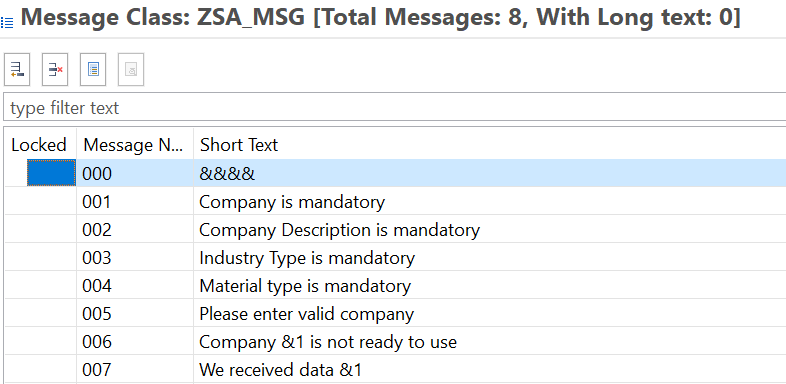 Message Class: ZSA_MSG [Total Messages: 8, With Long text: 0]
type filter text
Locked Message N... Short Text
000 &&&&
001 Company is mandatory
002 Company Description is mandatory
003 Industry Type is mandatory
004 Material type is mandatory
005 Please enter valid company
006 Company &1 is not ready to use
007 We received data &1